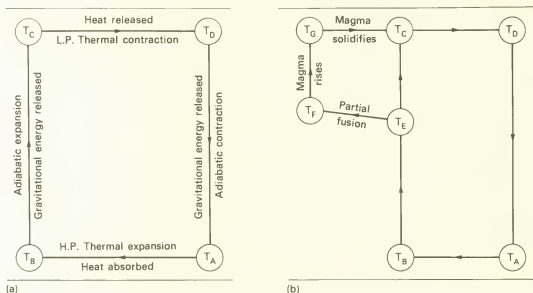 T_C
Heat released
L.P. Thermal contraction
T_D
Adiabatic expansion
Gravitational energy released
Gravitational energy released
Adiabatic contraction
T_B
H.P. Thermal expansion
Heat absorbed
T_A
(a)
T_G
Magma
solidifies
T_C
T_D
Magma
rises
T_F
Partial
fusion
T_E
T_B
T_A
(b)